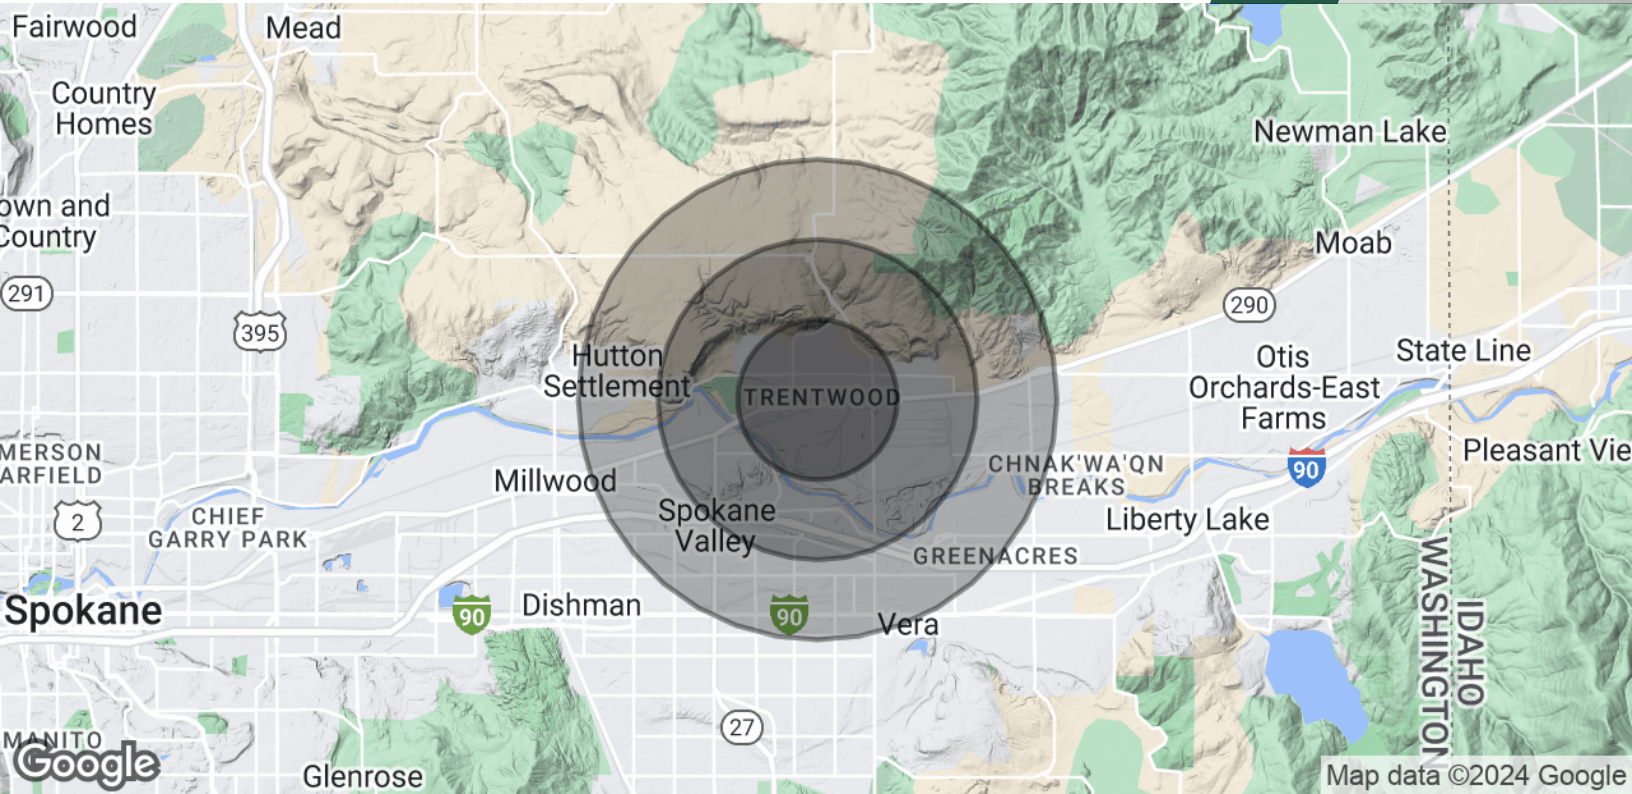 Fairwood
Mead
Country
Homes
Newman Lake
own and
Country
Moab
291
290
395
Hutton
Settlement
State Line
Otis
Orchards-East
Farms
TRENTWOOD
MERSON
ARFIELD
Pleasant Vie
CHNAK'WA'QN
BREAKS
90
Millwood
2
CHIEF
GARRY PARK
Spokane
Valley
Liberty Lake
GREENACRES
Spokane
90
Dishman
90
Vera
WASHINGTON
IDAHO
27
MANITO
Google
Glenrose
Map data ©2024 Google